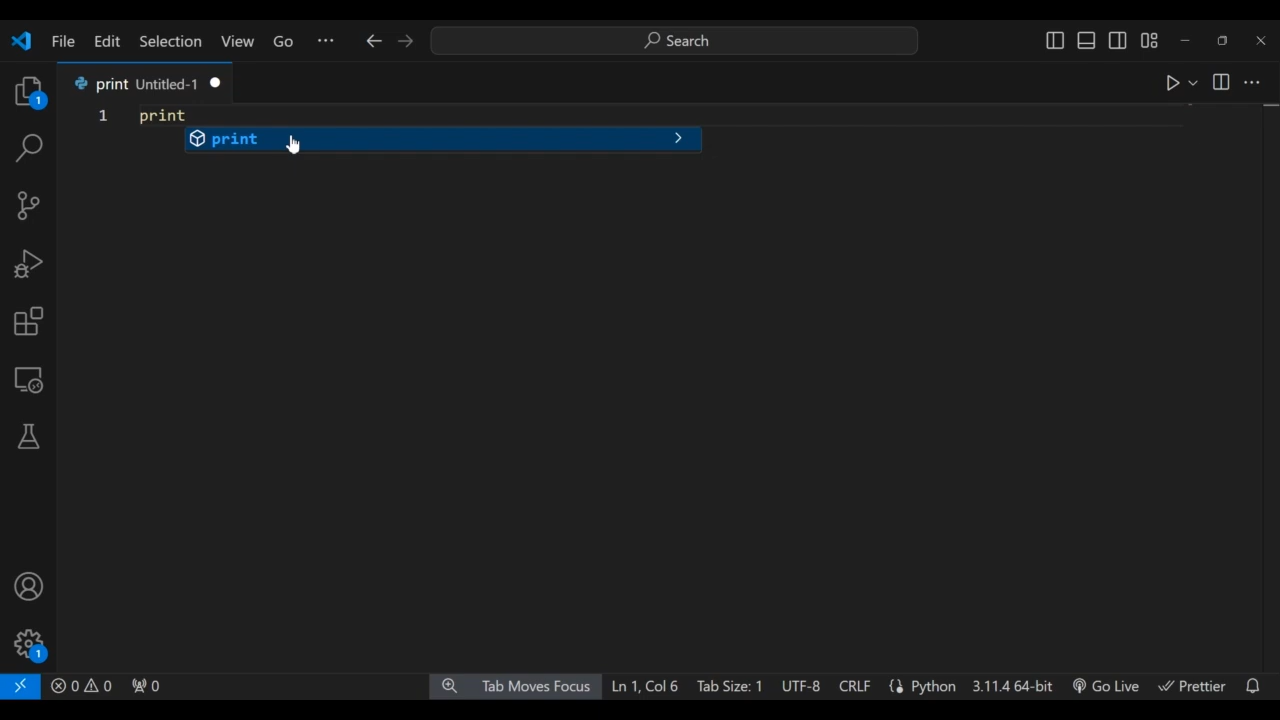 File Edit Selection View Go ··· Search
print Untitled-1
1
1 print
print
1
0 0 0 Tab Moves Focus Ln 1, Col 6 Tab Size: 1 UTF-8 CRLF Python 3.11.4 64-bit Go Live Prettier